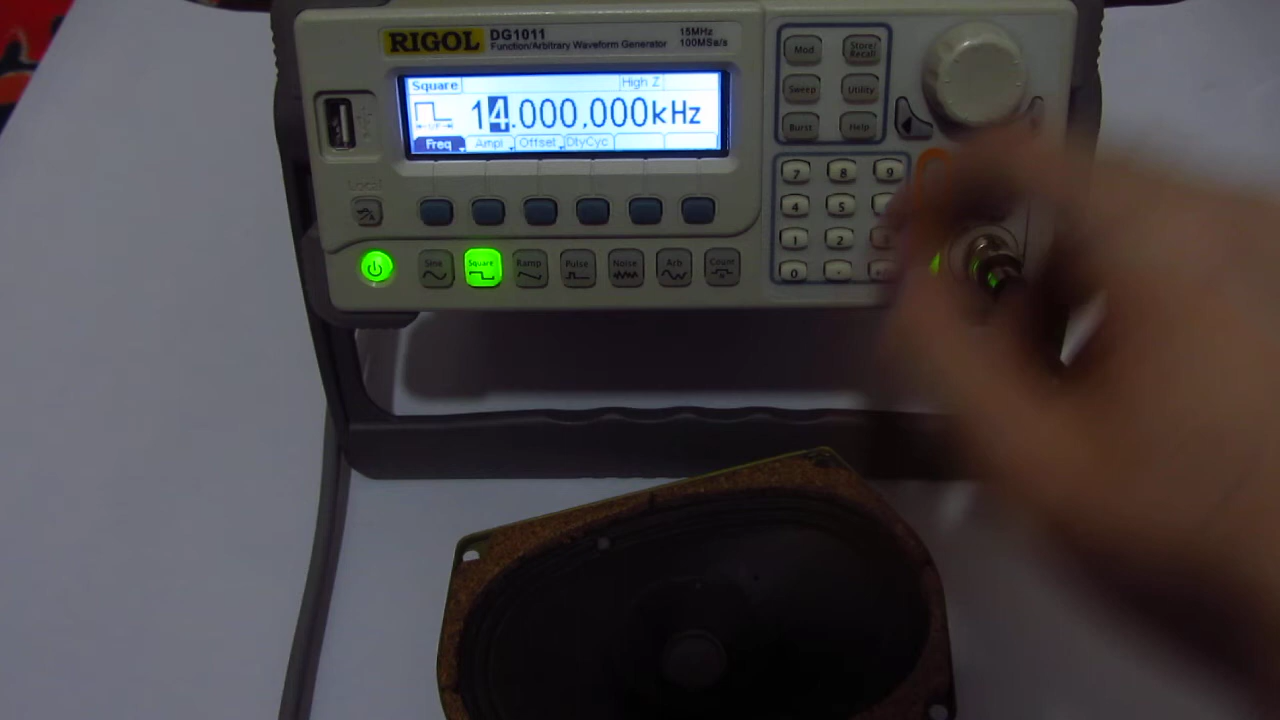 RIGOL DG1011 15MHz
Function/Arbitrary Waveform Generator 100MSa/s
Square High Z
14.000,000kHz
Freq Ampl Offset DtyCyc
Local
Sine Square Ramp Pulse Noise Arb Count
Mod Store/Recall
Sweep Utility
Burst Help
7 8 9
4 5
1 2
0 .